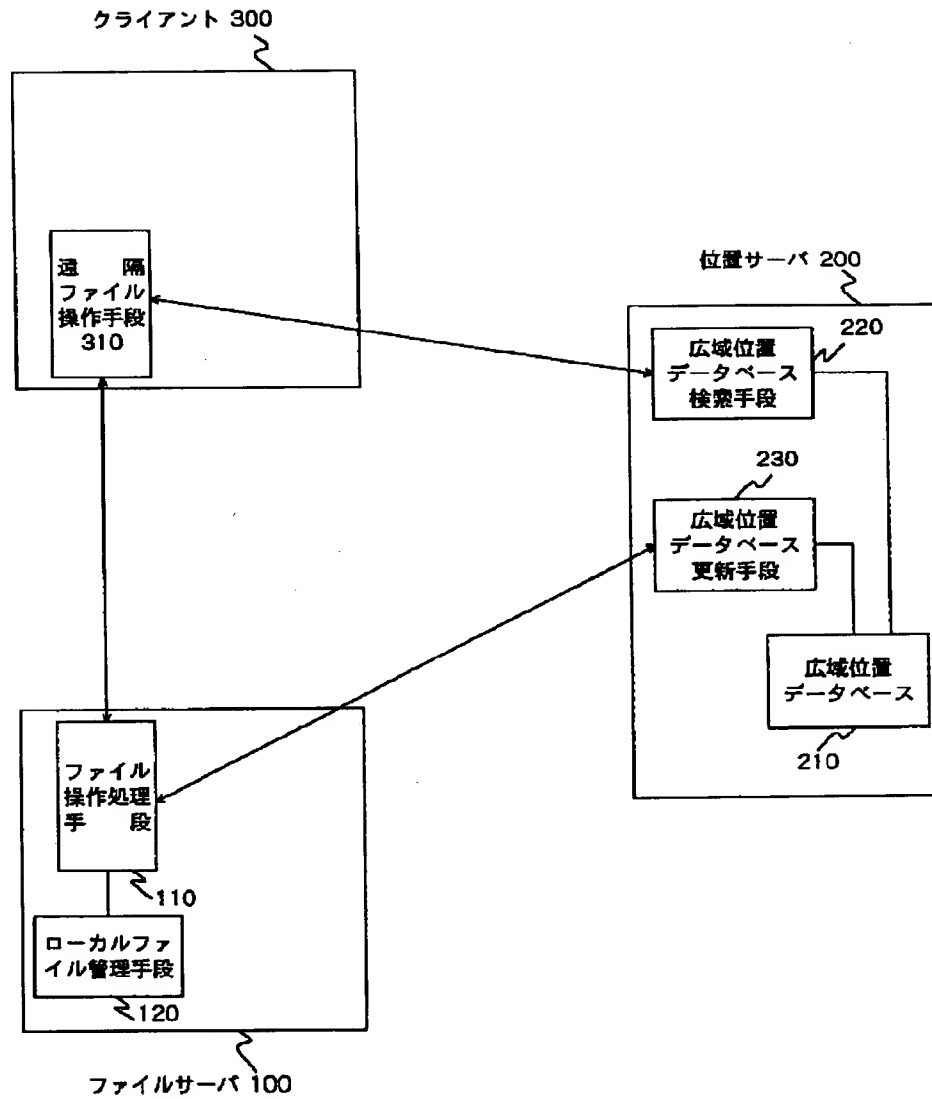 クライアント 300
遠　隔
ファイル
操作手段
310
位置サーバ 200
広域位置
データベース
検索手段
220
230
広域位置
データベース
更新手段
広域位置
データベース
210
ファイル
操作処理
手　段
110
ローカルファ
イル管理手段
120
ファイルサーバ 100